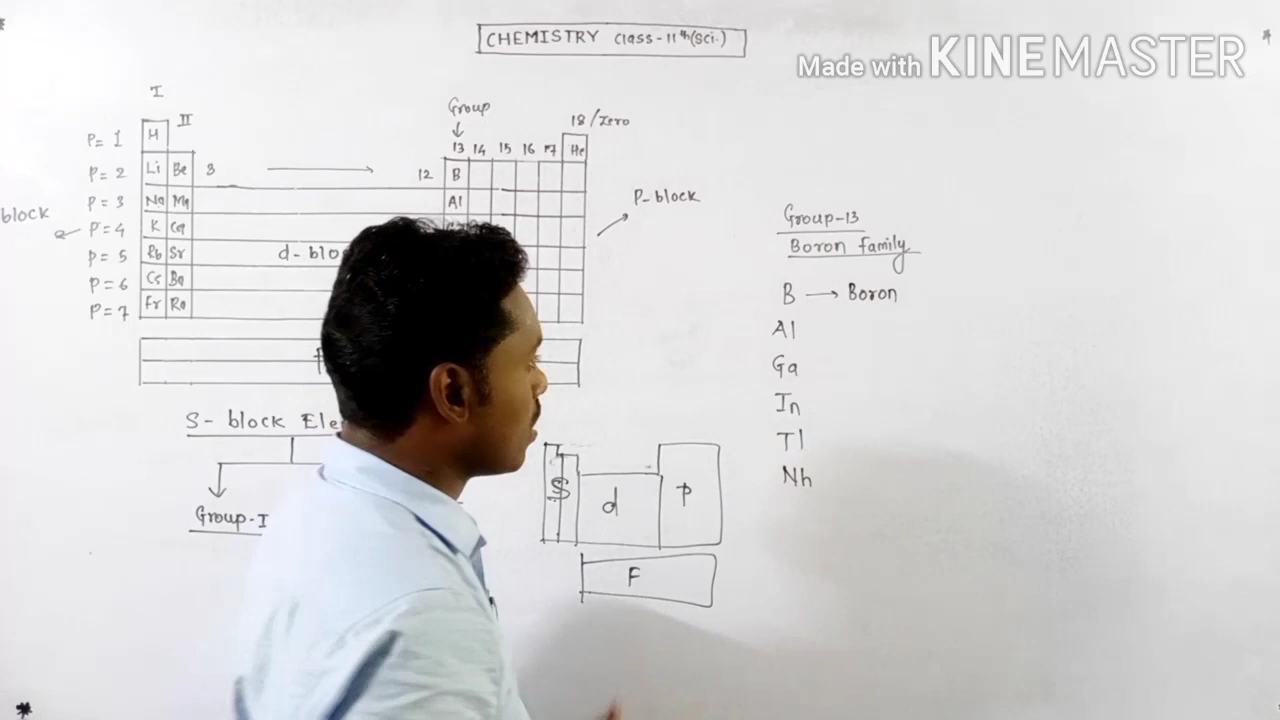 CHEMISTRY Class-11th (Sci.)
Made with KINEMASTER
I
II
Group
18/Zero
P= 1 H
13 14 15 16 17 He
P= 2 Li Be 3 12 B
P= 3 Na Mg Al
P-block
block
P= 4 K Ca
P= 5 Rb Sr d-blo
P= 6 Cs Ba
P= 7 Fr Ra
f
S-block Ele
Group-I
S d P
F
Group-13
Boron family
B → Boron
Al
Ga
In
Tl
Nh